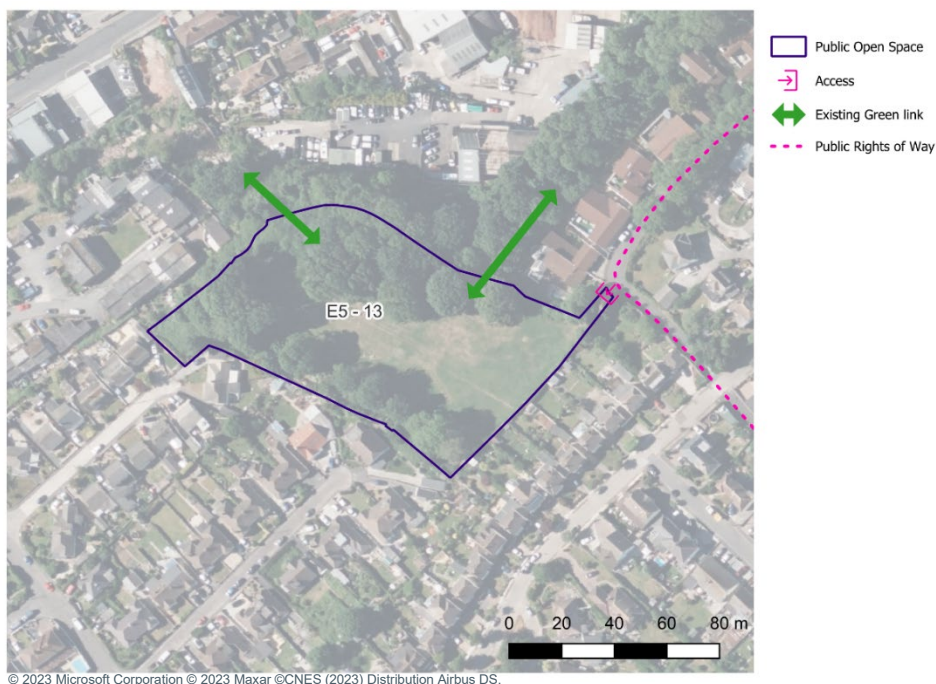 Public Open Space
Access
Existing Green link
Public Rights of Way
E5 - 13
0 20 40 60 80 m
© 2023 Microsoft Corporation © 2023 Maxar ©CNES (2023) Distribution Airbus DS.